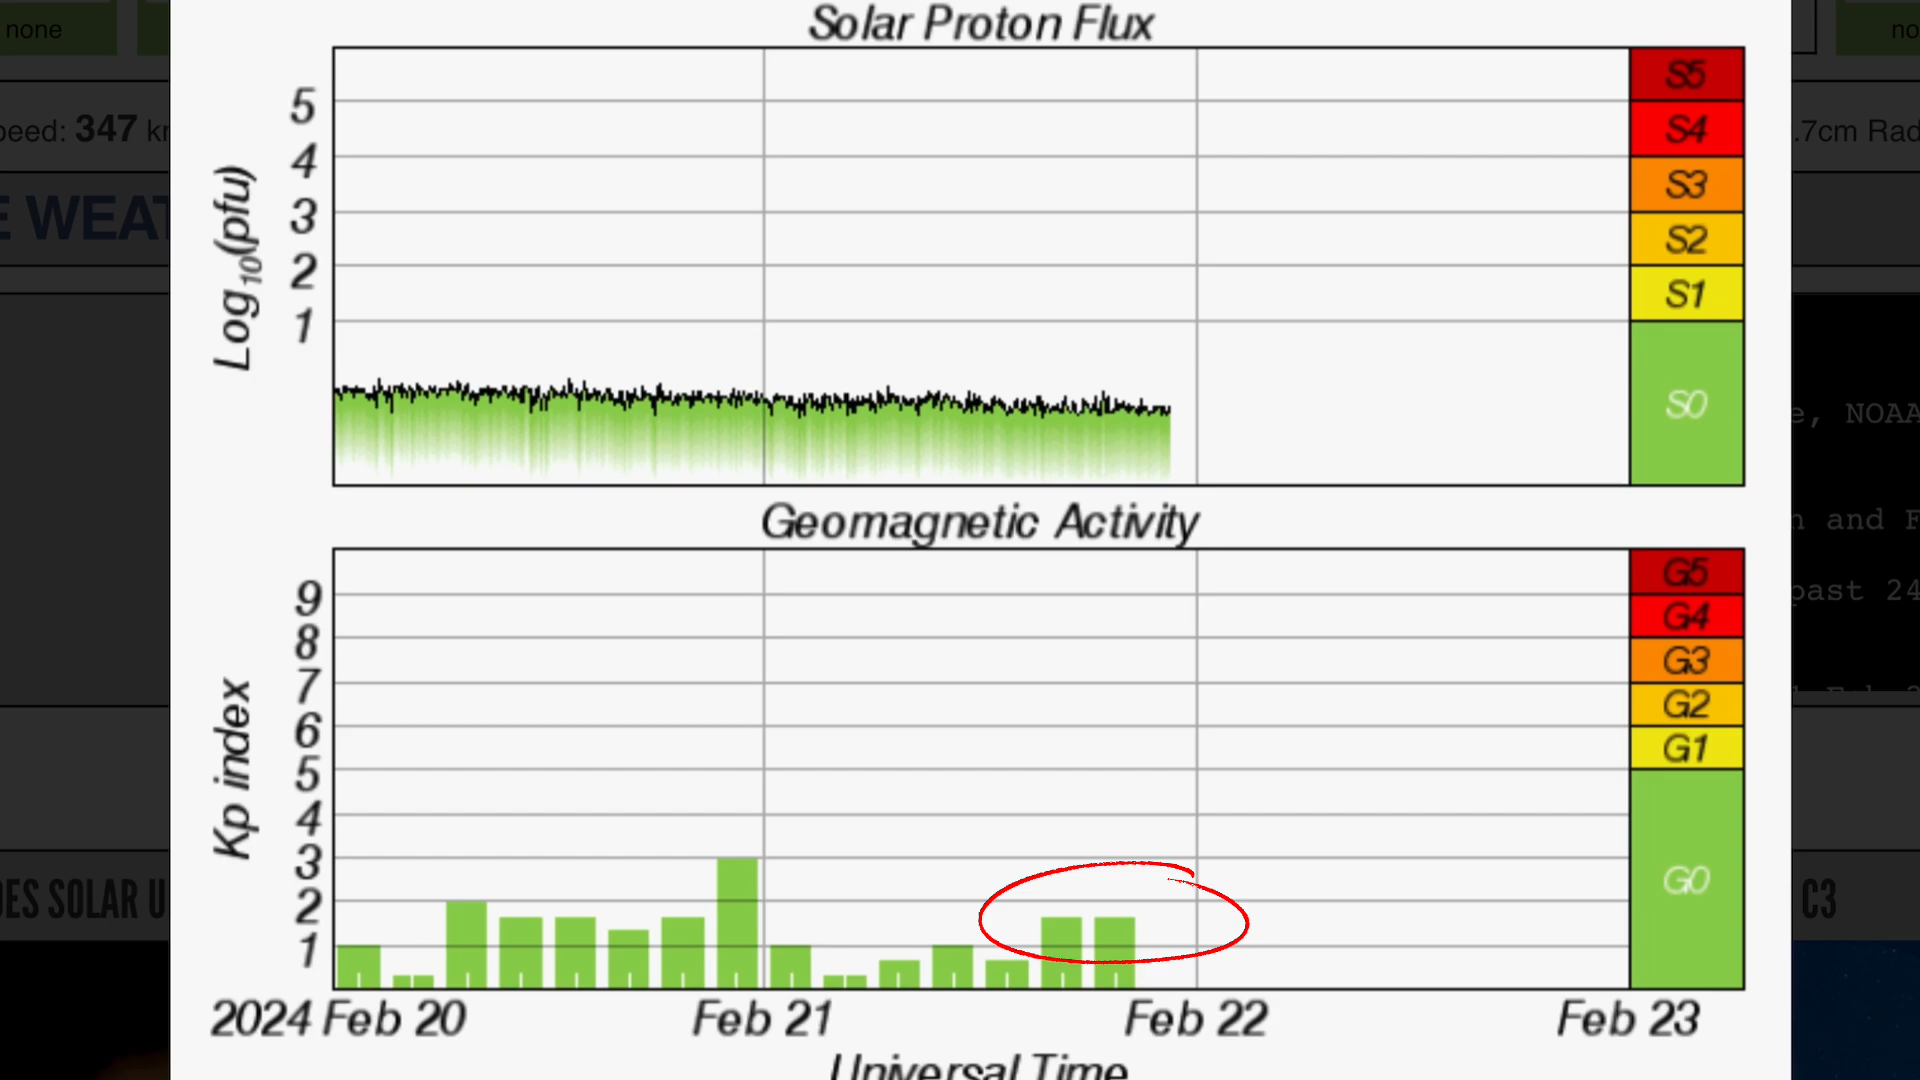 Solar Proton Flux
none
no
5
4
3
2
1
Log10(pfu)
S5
S4
S3
S2
S1
S0
peed: 347 k
.7cm Rad
E WEAT
e, NOAA
Geomagnetic Activity
n and F
past 24
9
8
7
6
5
4
3
2
1
Kp index
G5
G4
G3
G2
G1
G0
DES SOLAR U
C3
2024 Feb 20 Feb 21 Feb 22 Feb 23
Universal Time